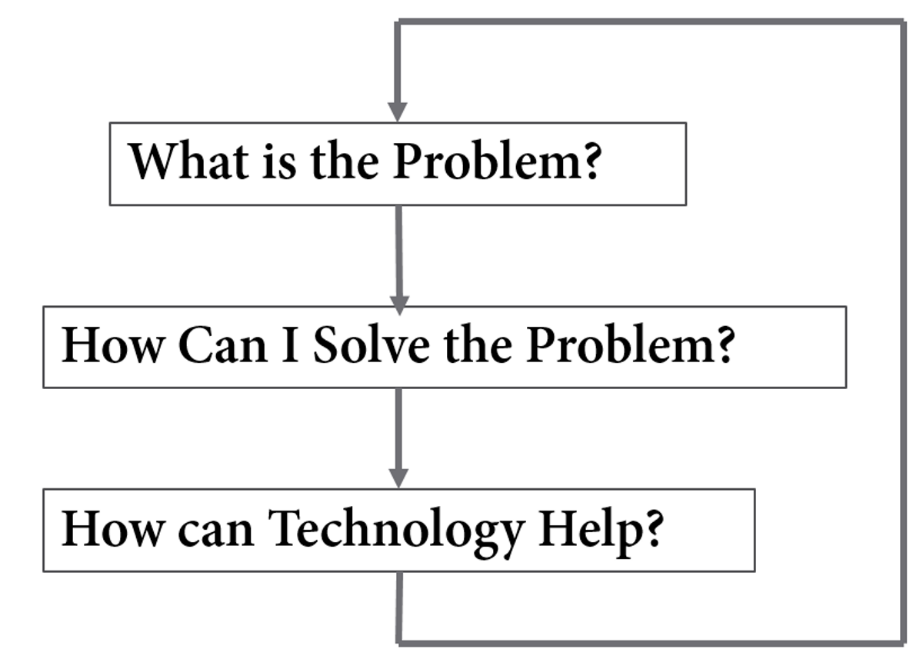 What is the Problem?
How Can I Solve the Problem?
How can Technology Help?